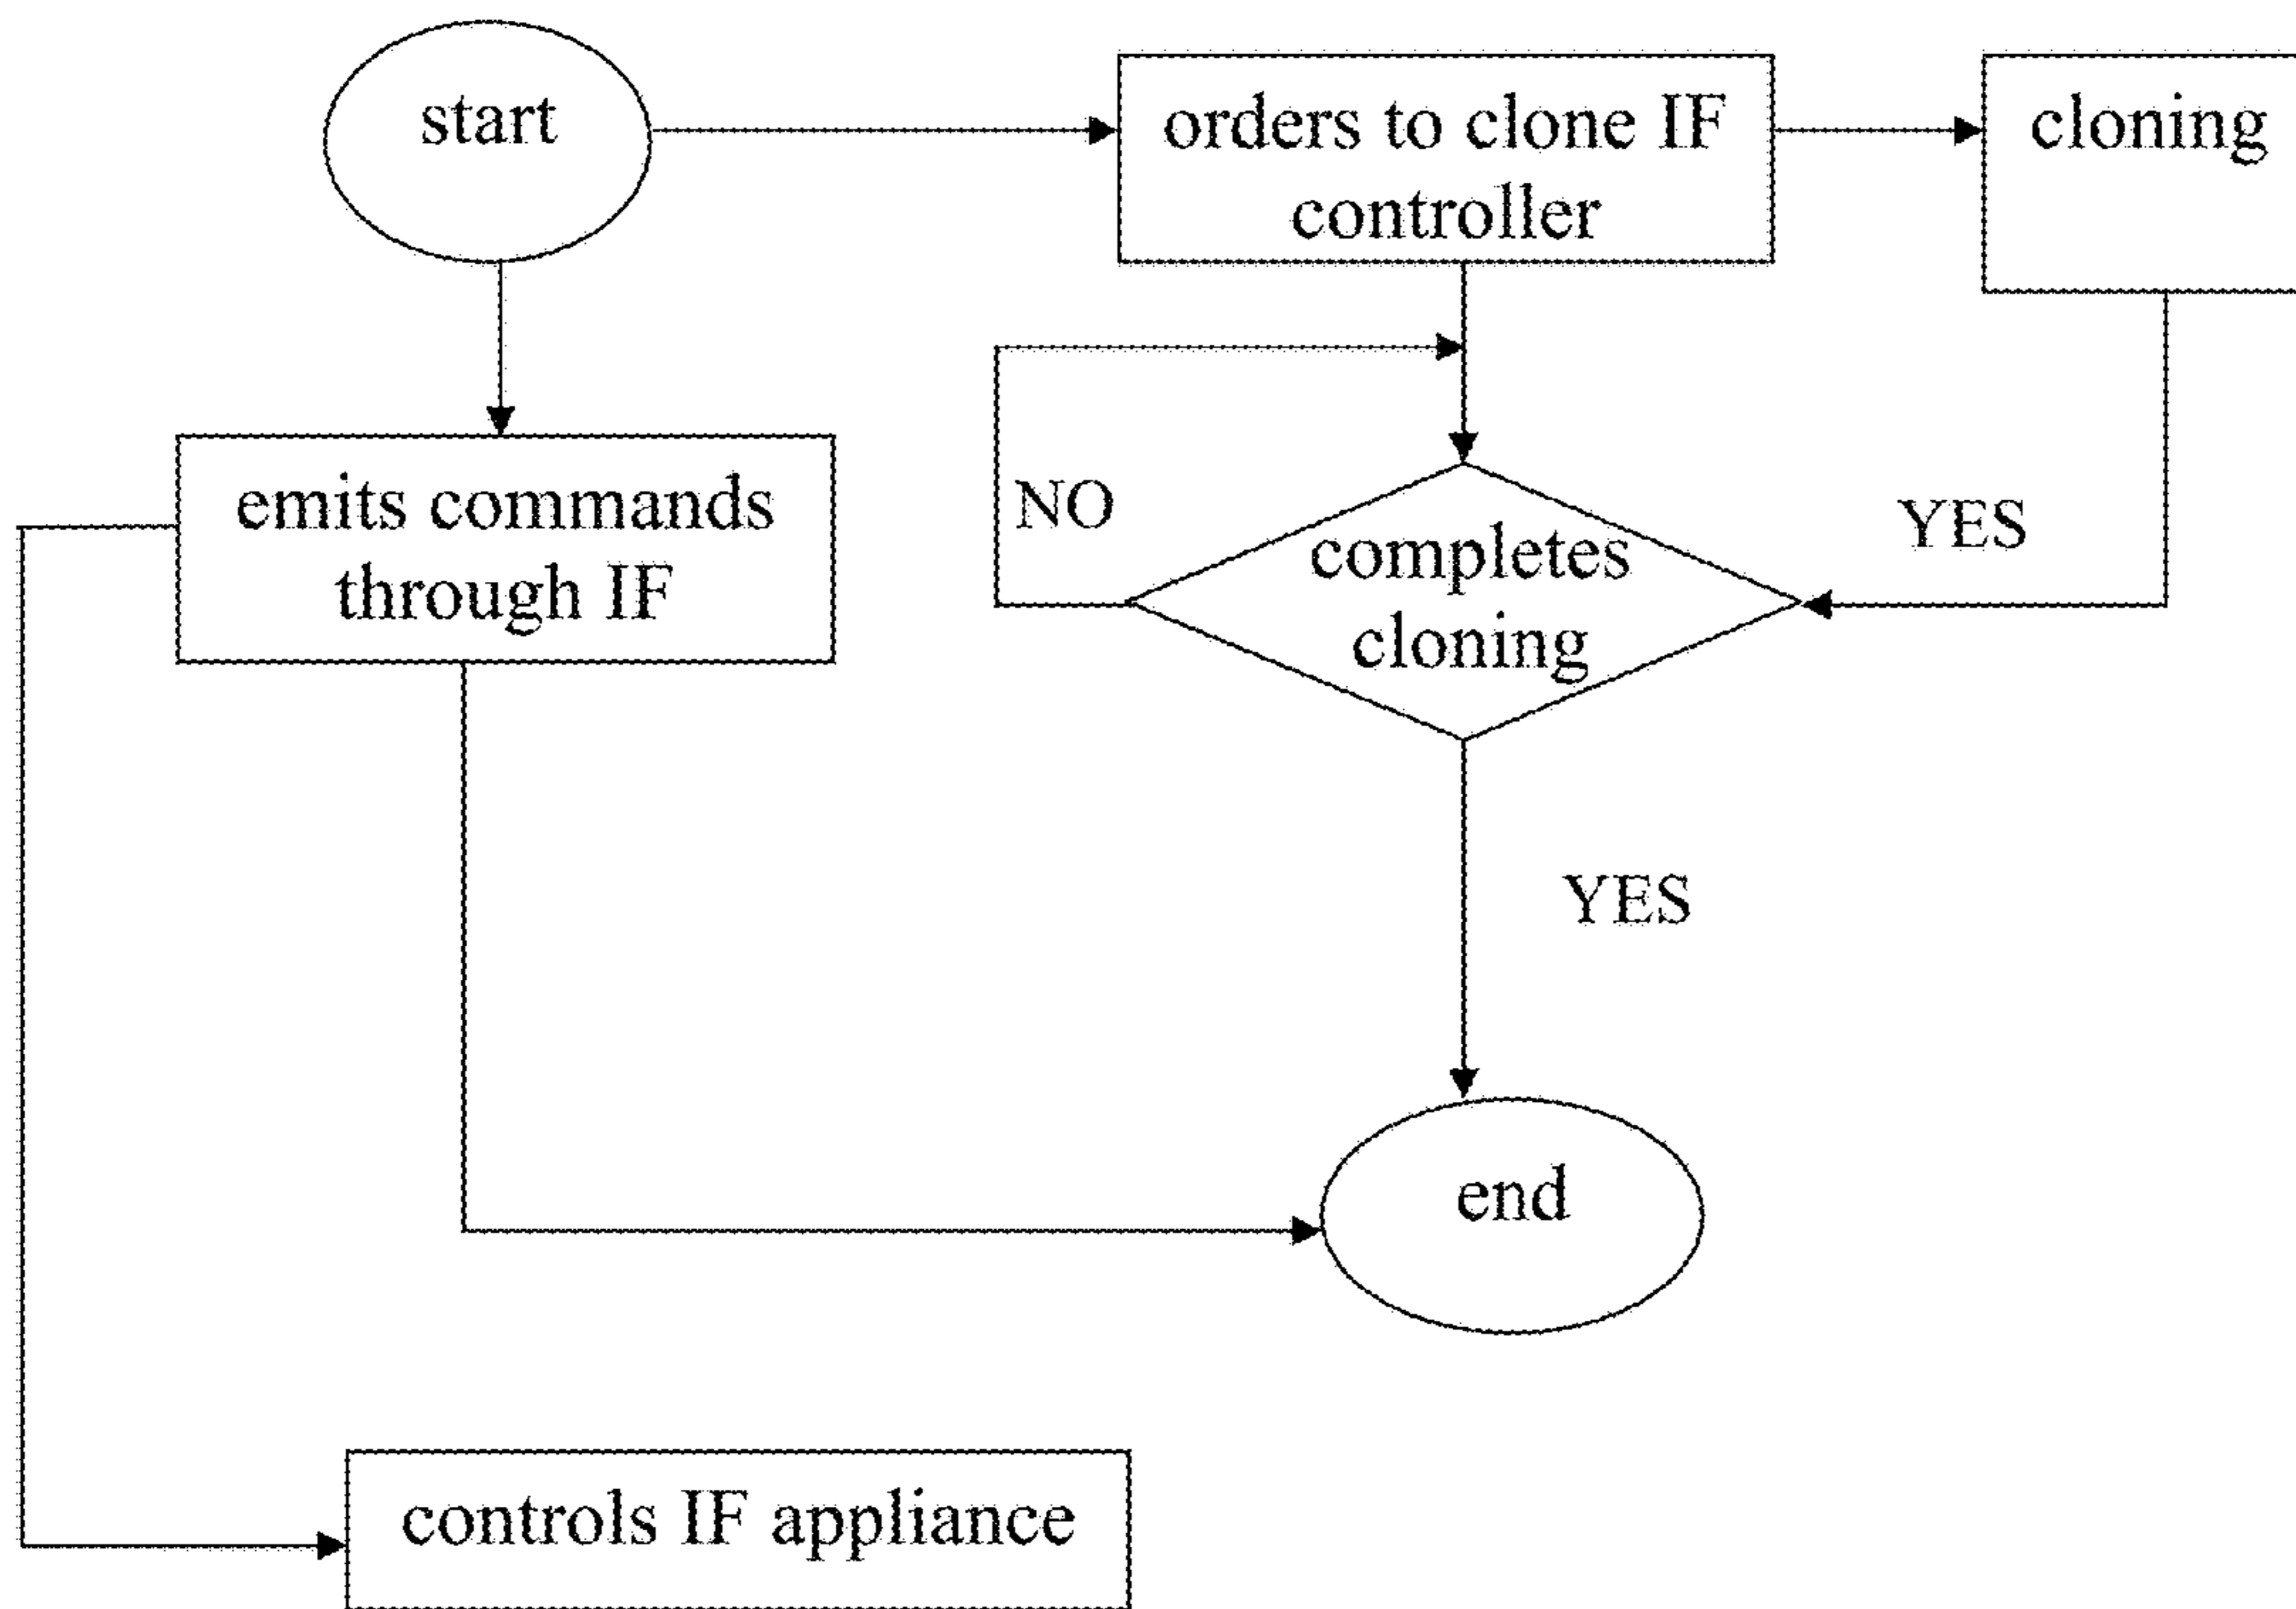 start
orders to clone IF
controller
cloning
emits commands
through IF
NO
completes
cloning
YES
YES
end
controls IF appliance